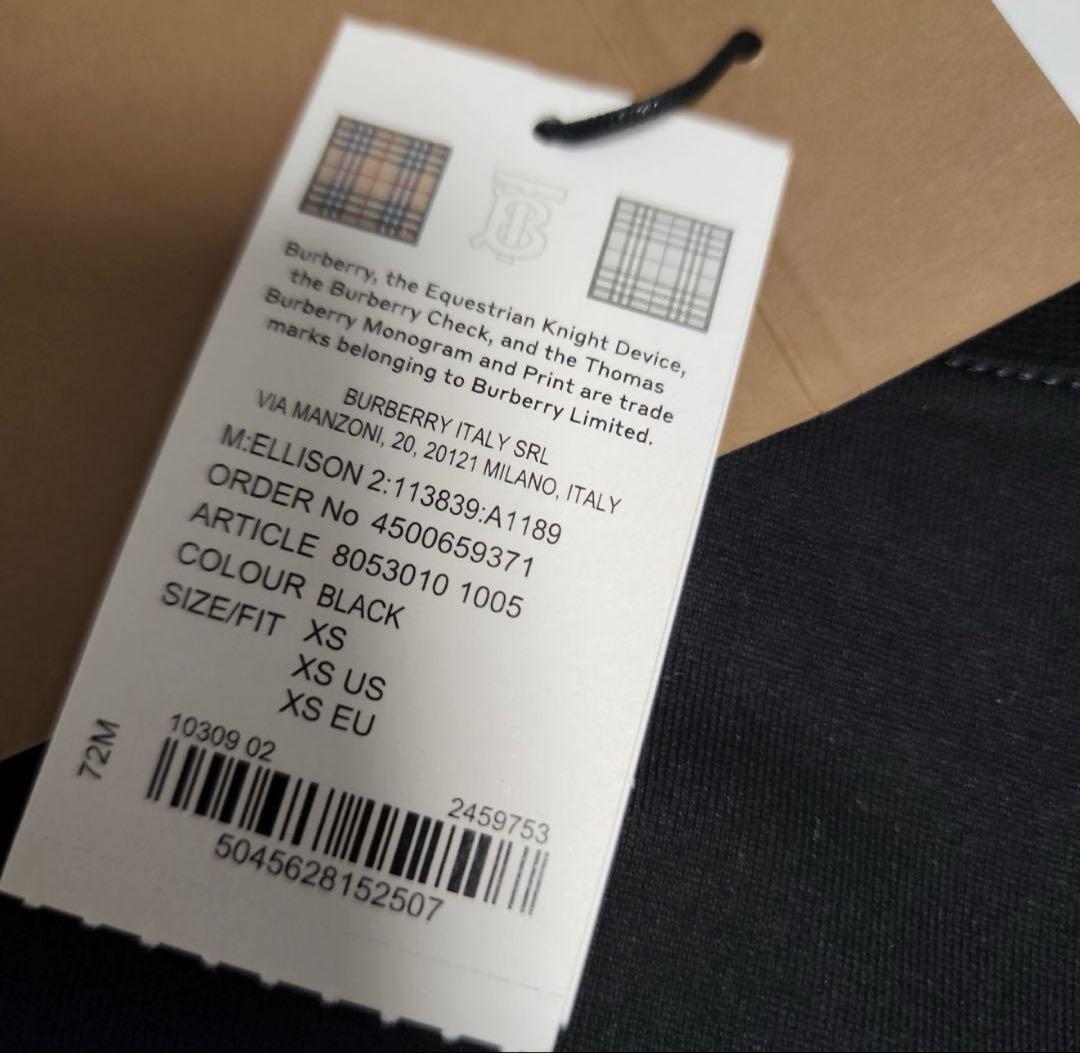 Burberry, the Equestrian Knight Device,
the Burberry Check, and the Thomas
Burberry Monogram and Print are trade
marks belonging to Burberry Limited.
BURBERRY ITALY SRL
VIA MANZONI, 20, 20121 MILANO, ITALY
M:ELLISON 2:113839:A1189
ORDER No 4500659371
ARTICLE 8053010 1005
COLOUR BLACK
SIZE/FIT XS
XS US
XS EU
72M
10309 02
2459753
5045628152507